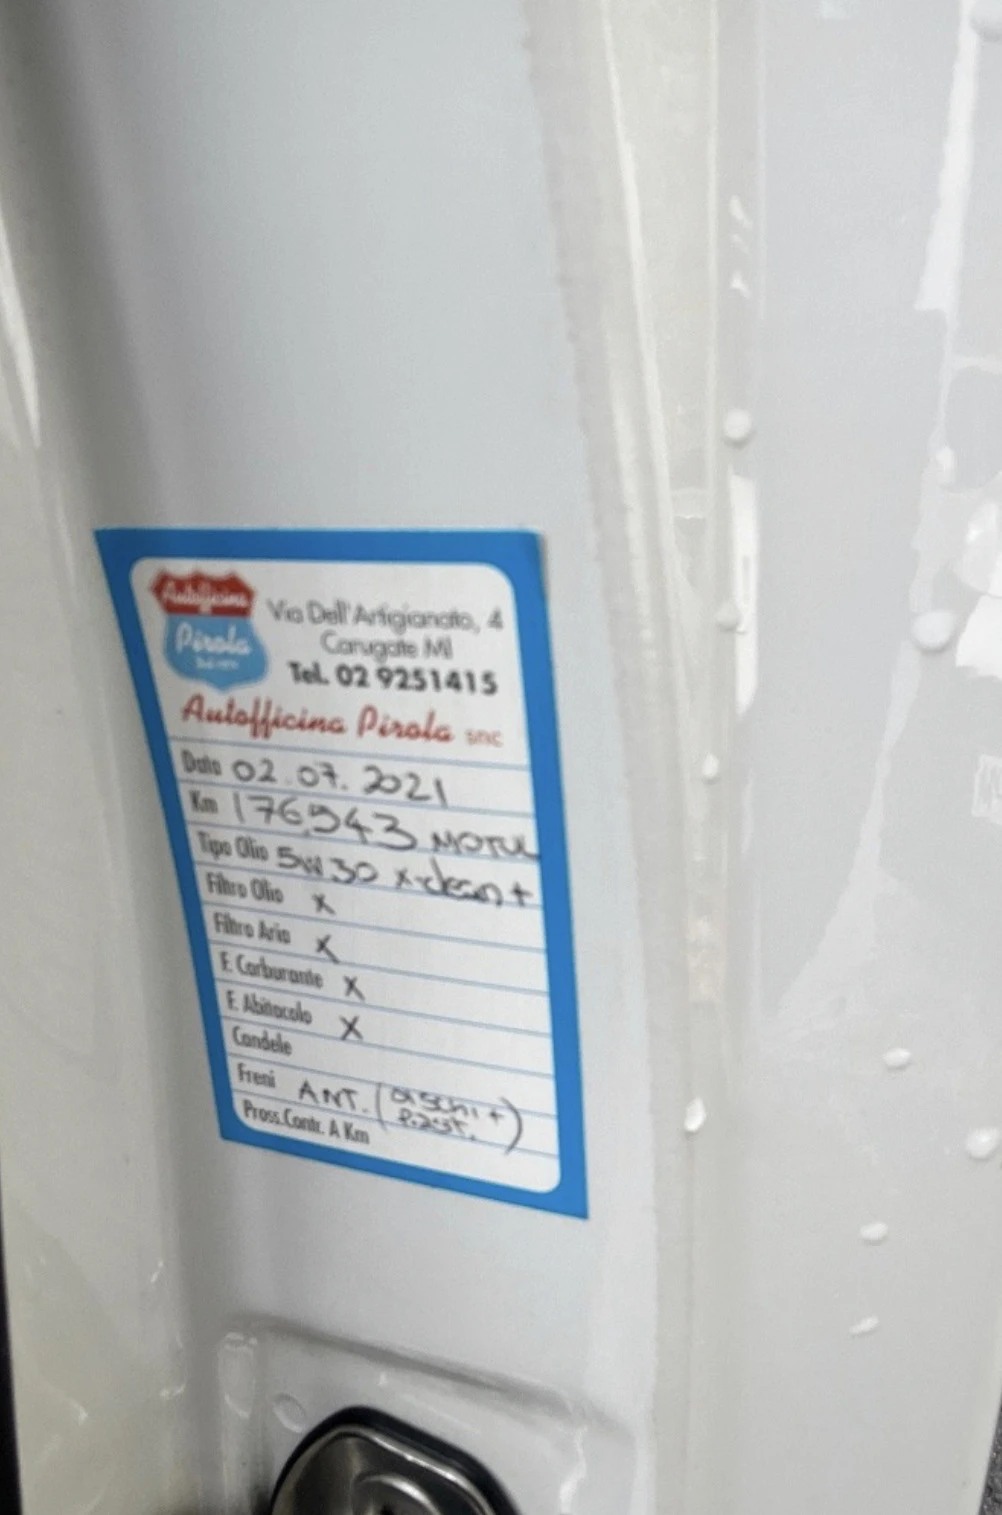 Autofficina
Pirola
Via Dell'Artigianato, 4
Carugate MI
Tel. 02 9251415
Autofficina Pirola snc
Data 02.07.2021
Km 176.943 MOTUL
Tipo Olio 5W30 x-clean+
Filtro Olio x
Filtro Aria x
F. Carburante x
F. Abitacolo x
Candele
Freni ANT. (DISCHI + PAST.)
Pross.Contr. A Km